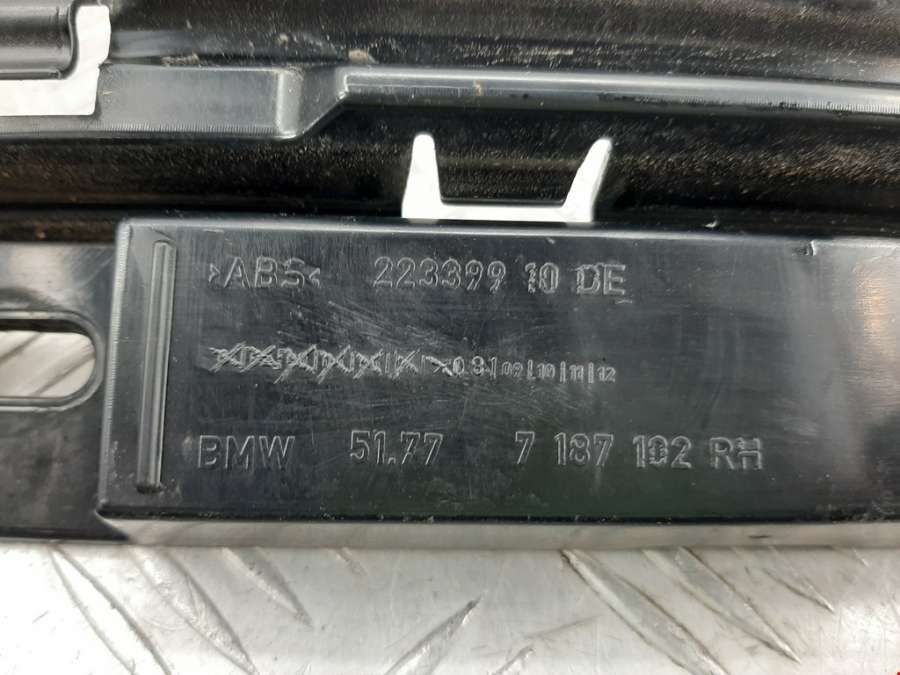 >ABS< 223399 10 DE
08|09|10|11|12
BMW 51.77 7 187 102 RH